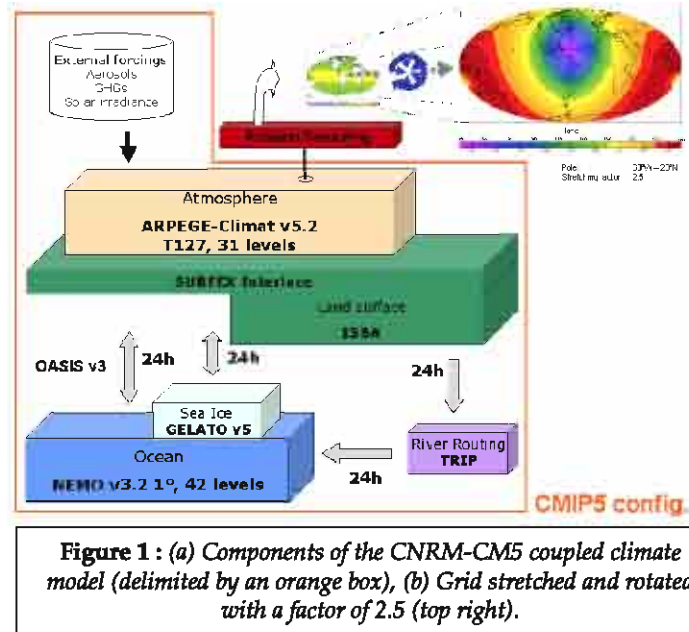 External forcings
Aerosols
GHGs
Solar irradiance
Pole:
Stretching factor 2.5
Atmosphere
ARPEGE-Climat v5.2
T127, 31 levels
SURFEX Interface
Land surface
ISBA
OASIS v3
24h
24h
24h
Sea Ice
GELATO v5
River Routing
TRIP
Ocean
NEMO v3.2 1°, 42 levels
24h
CMIP5 config.
Figure 1 : (a) Components of the CNRM-CM5 coupled climate
model (delimited by an orange box), (b) Grid stretched and rotated
with a factor of 2.5 (top right).